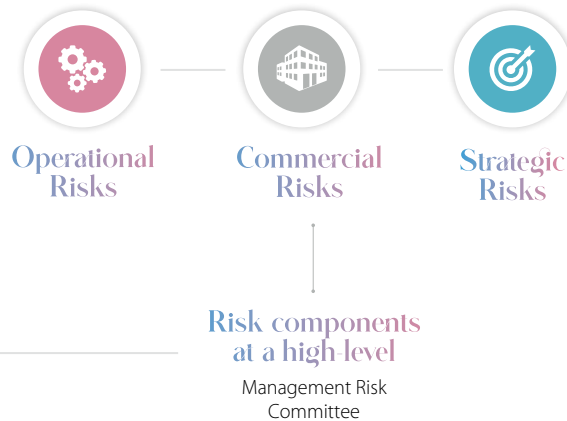 Operational
Risks
Commercial
Risks
Strategic
Risks
Risk components
at a high-level
Management Risk
Committee